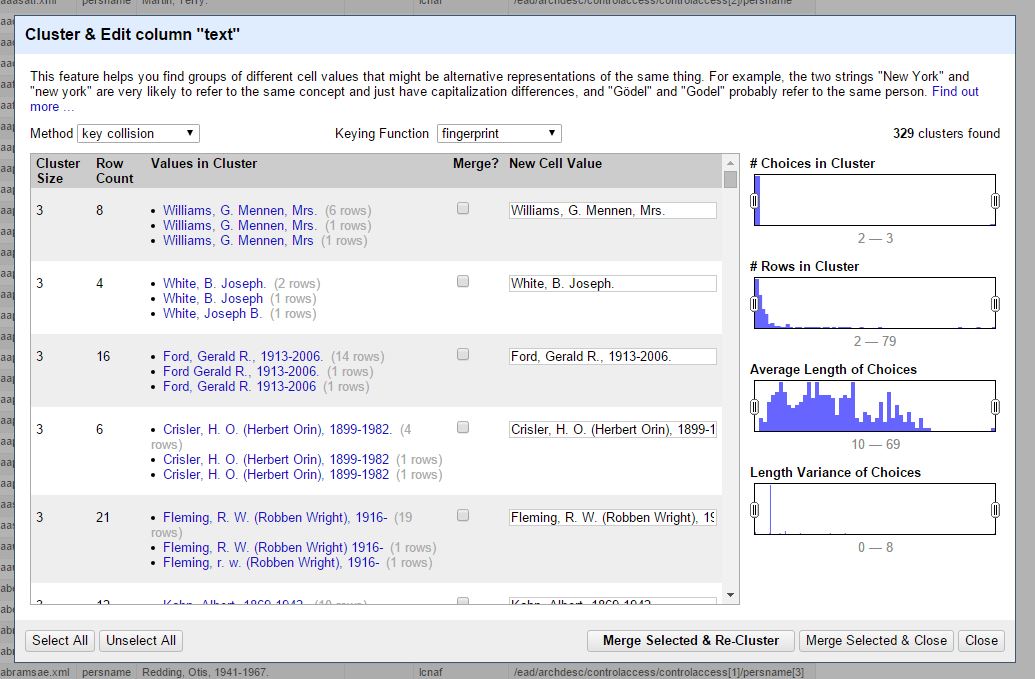 aaasati.xml persname Martin, Terry. lcnaf /ead/archdesc/controlaccess/controlaccess[2]/persname
Cluster & Edit column "text"
This feature helps you find groups of different cell values that might be alternative representations of the same thing. For example, the two strings "New York" and
"new york" are very likely to refer to the same concept and just have capitalization differences, and "Gödel" and "Godel" probably refer to the same person. Find out
more ...
Method key collision Keying Function fingerprint 329 clusters found
Cluster Size Row Count Values in Cluster Merge? New Cell Value
3 8 • Williams, G. Mennen, Mrs. (6 rows) Williams, G. Mennen, Mrs.
• Williams, G. Mennen, Mrs. (1 rows)
• Williams, G. Mennen, Mrs (1 rows)
3 4 • White, B. Joseph. (2 rows) White, B. Joseph.
• White, B. Joseph (1 rows)
• White, Joseph B. (1 rows)
3 16 • Ford, Gerald R., 1913-2006. (14 rows) Ford, Gerald R., 1913-2006.
• Ford Gerald R., 1913-2006. (1 rows)
• Ford, Gerald R. 1913-2006 (1 rows)
3 6 • Crisler, H. O. (Herbert Orin), 1899-1982. (4 Crisler, H. O. (Herbert Orin), 1899-1
rows)
• Crisler, H. O. (Herbert Orin), 1899-1982 (1 rows)
• Crisler, H. O. (Herbert Orin), 1899-1982 (1 rows)
3 21 • Fleming, R. W. (Robben Wright), 1916- (19 Fleming, R. W. (Robben Wright), 19
rows)
• Fleming, R. W. (Robben Wright) 1916- (1 rows)
• Fleming, r. w. (Robben Wright), 1916- (1 rows)
# Choices in Cluster
2 — 3
# Rows in Cluster
2 — 79
Average Length of Choices
10 — 69
Length Variance of Choices
0 — 8
Select All Unselect All Merge Selected & Re-Cluster Merge Selected & Close Close
abramsae.xml persname Redding, Otis, 1941-1967. lcnaf /ead/archdesc/controlaccess/controlaccess[1]/persname[3]